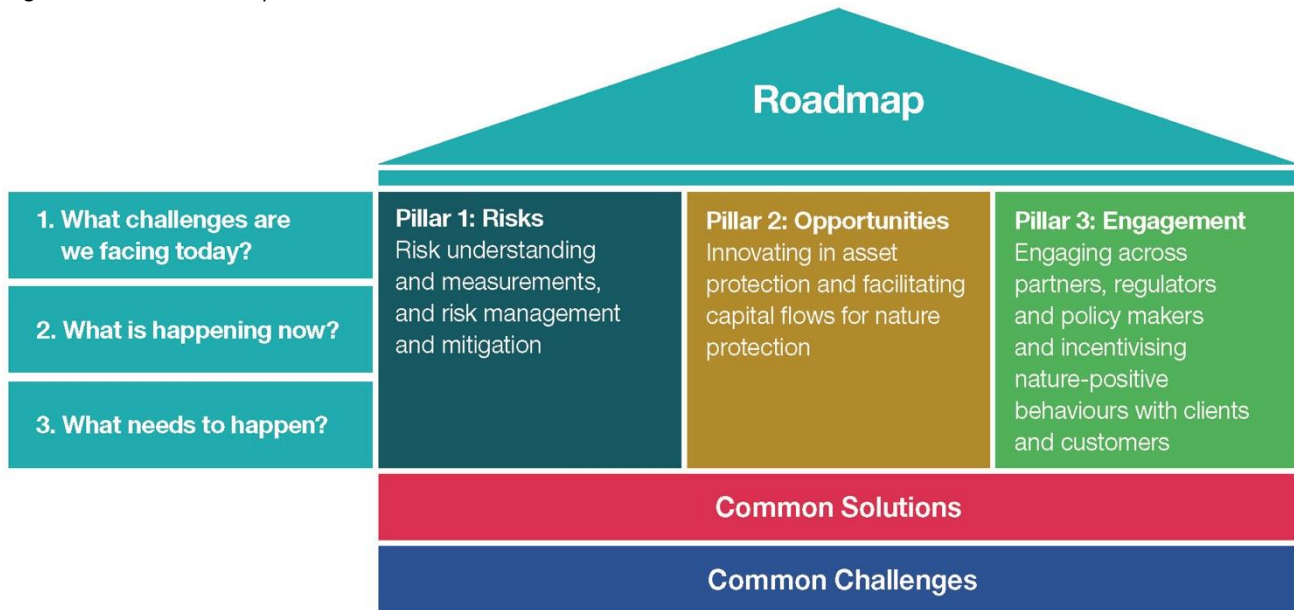 Roadmap
1. What challenges are
we facing today?
2. What is happening now?
3. What needs to happen?
Pillar 1: Risks
Risk understanding
and measurements,
and risk management
and mitigation
Pillar 2: Opportunities
Innovating in asset
protection and facilitating
capital flows for nature
protection
Pillar 3: Engagement
Engaging across
partners, regulators
and policy makers
and incentivising
nature-positive
behaviours with clients
and customers
Common Solutions
Common Challenges